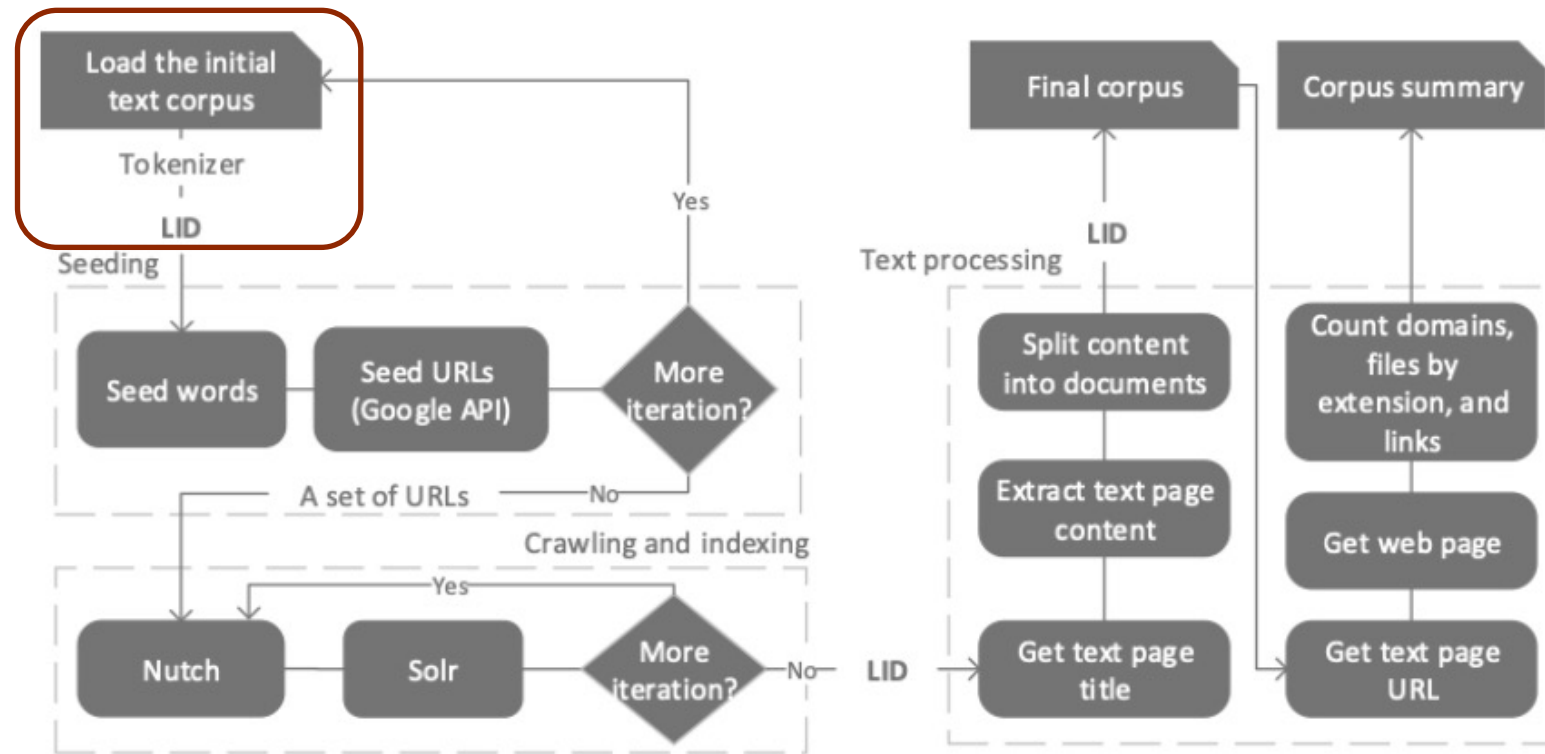 Load the initial
text corpus
Tokenizer
LID
Seeding
Seed words
Seed URLs
(Google API)
More
iteration?
Yes
No
A set of URLs
Crawling and indexing
Yes
Nutch
Solr
More
iteration?
No
LID
Final corpus
Corpus summary
LID
Text processing
Split content
into documents
Extract text page
content
Get text page
title
Count domains,
files by
extension, and
links
Get web page
Get text page
URL